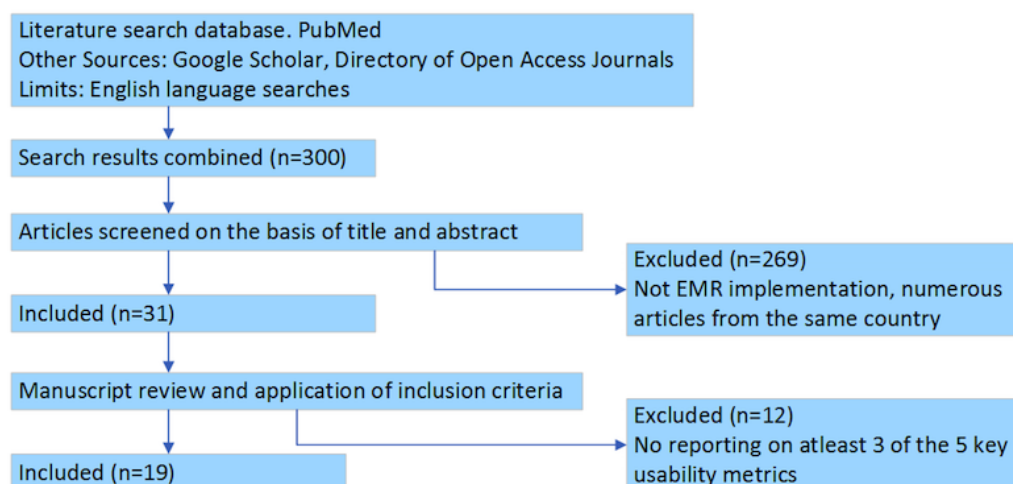 Literature search database. PubMed
Other Sources: Google Scholar, Directory of Open Access Journals
Limits: English language searches
Search results combined (n=300)
Articles screened on the basis of title and abstract
Excluded (n=269)
Not EMR implementation, numerous
articles from the same country
Included (n=31)
Manuscript review and application of inclusion criteria
Excluded (n=12)
No reporting on atleast 3 of the 5 key
usability metrics
Included (n=19)